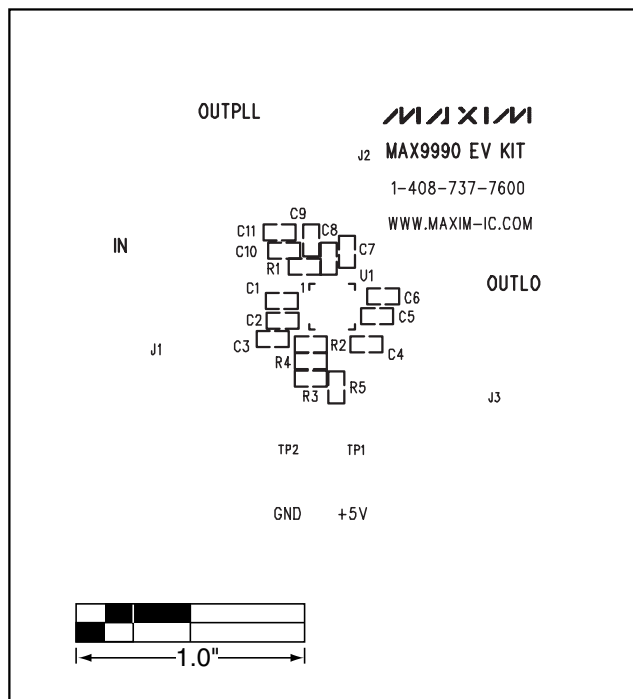 OUTPLL
MAXIM
J2 MAX9990 EV KIT
1-408-737-7600
WWW.MAXIM-IC.COM
C9
C11
C8
C10
C7
IN
R1
U1
OUTLO
C1
1
C6
C2
C5
C3
R2
C4
J1
R4
R3
R5
J3
TP2
TP1
GND
+5V
1.0"